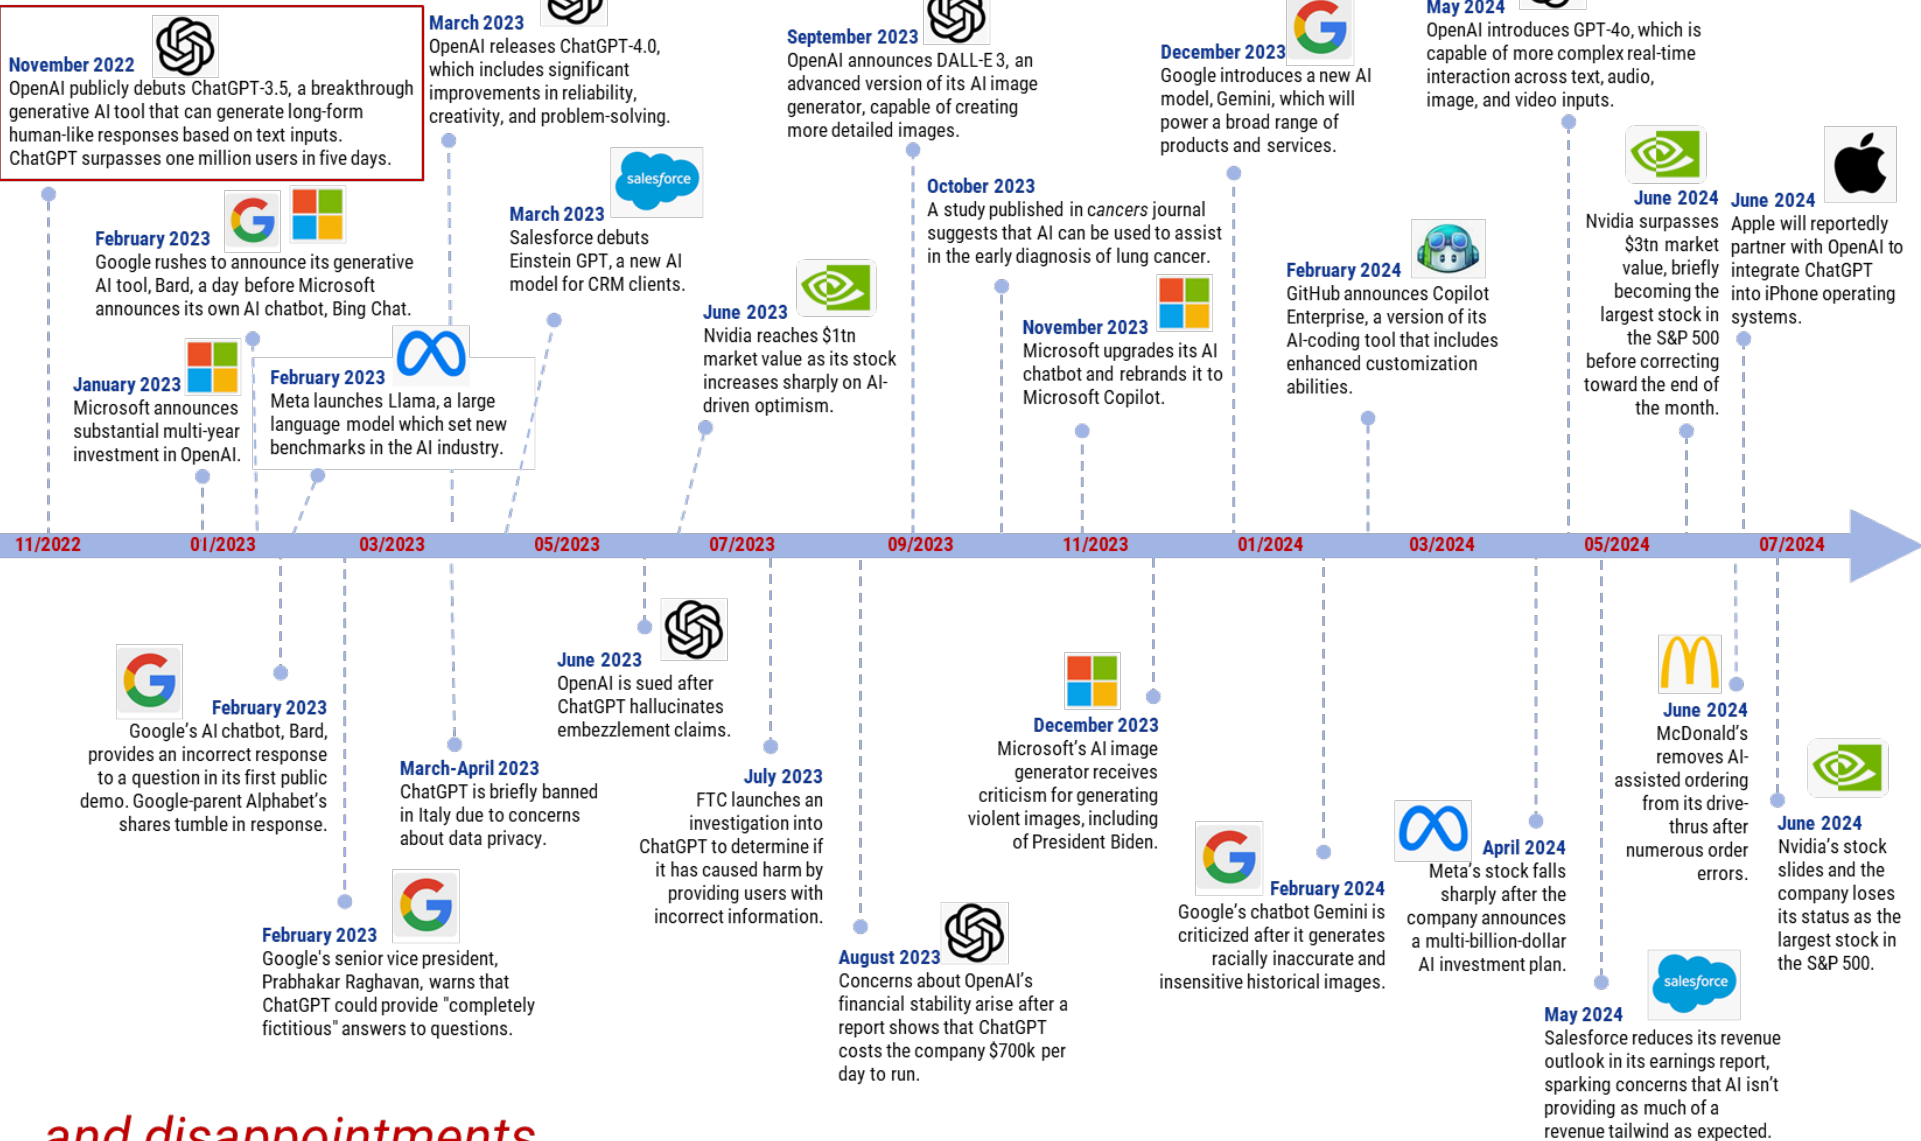 November 2022
OpenAI publicly debuts ChatGPT-3.5, a breakthrough
generative AI tool that can generate long-form
human-like responses based on text inputs.
ChatGPT surpasses one million users in five days.
March 2023
OpenAI releases ChatGPT-4.0,
which includes significant
improvements in reliability,
creativity, and problem-solving.
September 2023
OpenAI announces DALL-E 3, an
advanced version of its AI image
generator, capable of creating
more detailed images.
December 2023
Google introduces a new AI
model, Gemini, which will
power a broad range of
products and services.
May 2024
OpenAI introduces GPT-4o, which is
capable of more complex real-time
interaction across text, audio,
image, and video inputs.
February 2023
Google rushes to announce its generative
AI tool, Bard, a day before Microsoft
announces its own AI chatbot, Bing Chat.
salesforce
March 2023
Salesforce debuts
Einstein GPT, a new AI
model for CRM clients.
October 2023
A study published in cancers journal
suggests that AI can be used to assist
in the early diagnosis of lung cancer.
June 2024
Nvidia surpasses
$3tn market
value, briefly
becoming the
largest stock in
the S&P 500
before correcting
toward the end of
the month.
June 2024
Apple will reportedly
partner with OpenAI to
integrate ChatGPT
into iPhone operating
systems.
January 2023
Microsoft announces
substantial multi-year
investment in OpenAI.
February 2023
Meta launches Llama, a large
language model which set new
benchmarks in the AI industry.
June 2023
Nvidia reaches $1tn
market value as its stock
increases sharply on AI-
driven optimism.
November 2023
Microsoft upgrades its AI
chatbot and rebrands it to
Microsoft Copilot.
February 2024
GitHub announces Copilot
Enterprise, a version of its
AI-coding tool that includes
enhanced customization
abilities.
11/2022 01/2023 03/2023 05/2023 07/2023 09/2023 11/2023 01/2024 03/2024 05/2024 07/2024
February 2023
Google's AI chatbot, Bard,
provides an incorrect response
to a question in its first public
demo. Google-parent Alphabet's
shares tumble in response.
February 2023
Google's senior vice president,
Prabhakar Raghavan, warns that
ChatGPT could provide "completely
fictitious" answers to questions.
March-April 2023
ChatGPT is briefly banned
in Italy due to concerns
about data privacy.
June 2023
OpenAI is sued after
ChatGPT hallucinates
embezzlement claims.
July 2023
FTC launches an
investigation into
ChatGPT to determine if
it has caused harm by
providing users with
incorrect information.
August 2023
Concerns about OpenAI's
financial stability arise after a
report shows that ChatGPT
costs the company $700k per
day to run.
December 2023
Microsoft's AI image
generator receives
criticism for generating
violent images, including
of President Biden.
February 2024
Google's chatbot Gemini is
criticized after it generates
racially inaccurate and
insensitive historical images.
April 2024
Meta's stock falls
sharply after the
company announces
a multi-billion-dollar
AI investment plan.
salesforce
May 2024
Salesforce reduces its revenue
outlook in its earnings report,
sparking concerns that AI isn't
providing as much of a
revenue tailwind as expected.
June 2024
McDonald's
removes AI-
assisted ordering
from its drive-
thrus after
numerous order
errors.
June 2024
Nvidia's stock
slides and the
company loses
its status as the
largest stock in
the S&P 500.
and disappointments